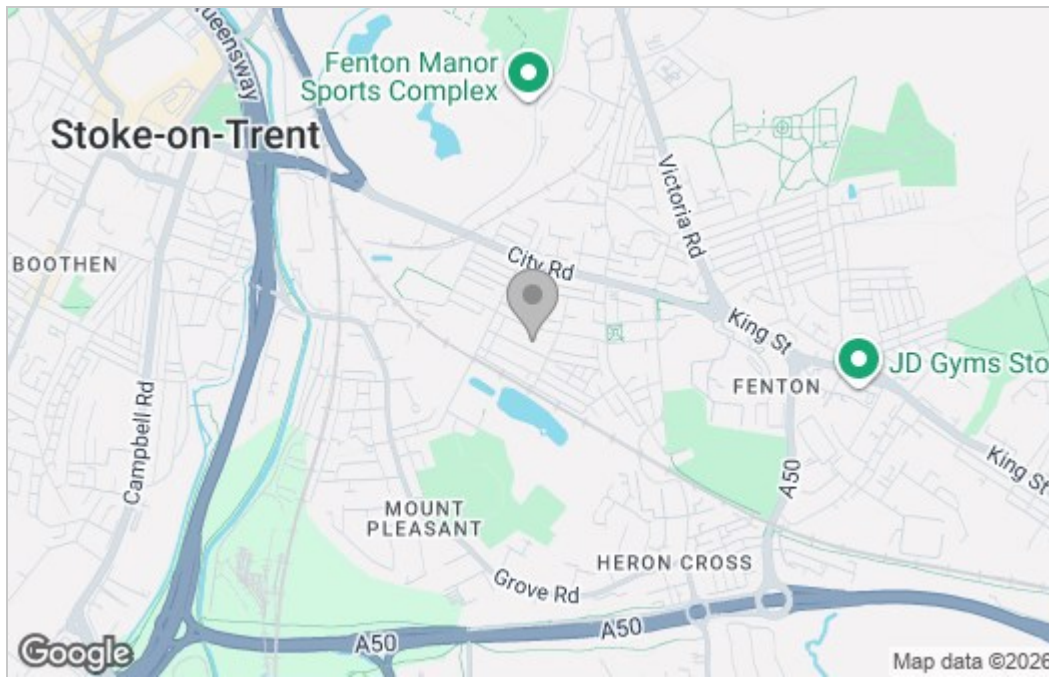 Queensway
Fenton Manor
Sports Complex
Stoke-on-Trent
Victoria Rd
BOOTHEN
City Rd
King St
JD Gyms Sto
FENTON
Campbell Rd
King St
A50
MOUNT
PLEASANT
HERON CROSS
Grove Rd
A50
A50
Google
Map data ©2026